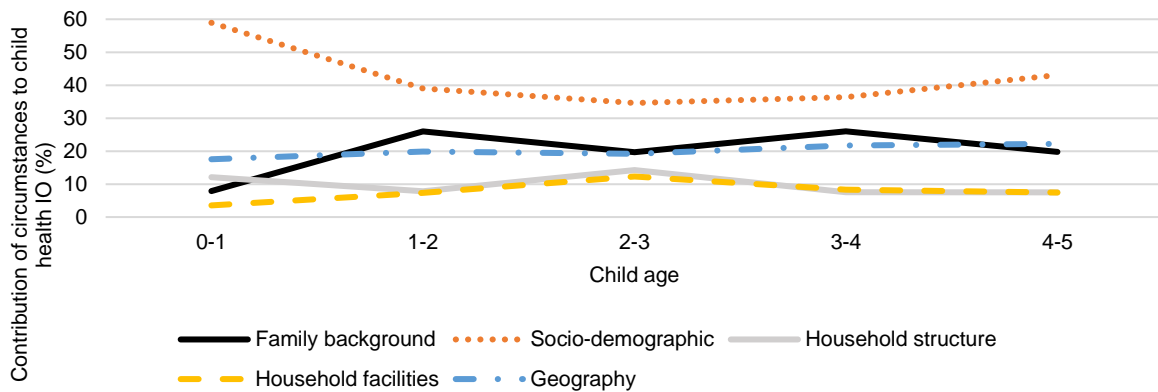 Contribution of circumstances to child
health IO (%)
60
50
40
30
20
10
0
0-1 1-2 2-3 3-4 4-5
Child age
Family background Socio-demographic Household structure
Household facilities Geography